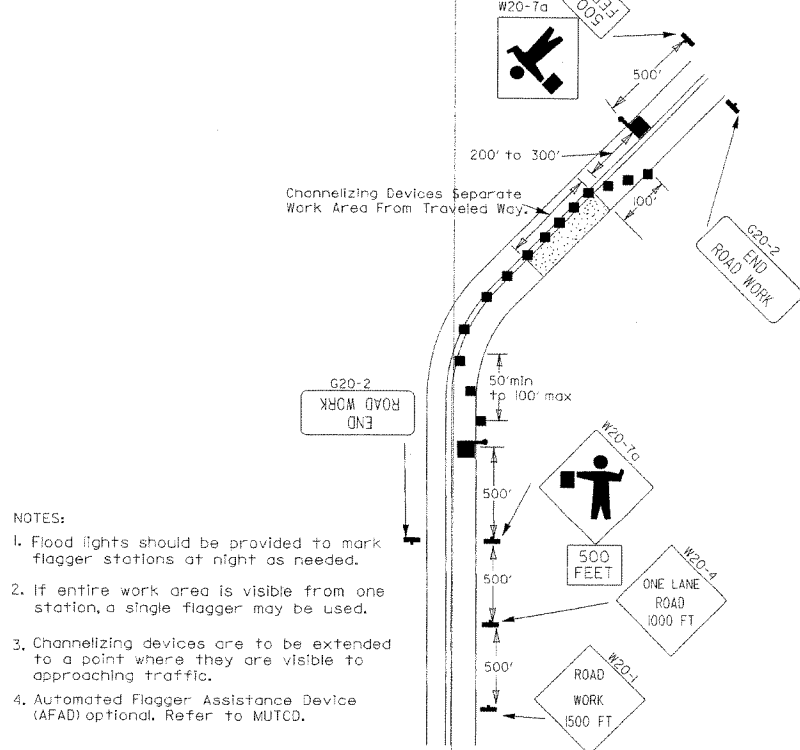 W20-7a
500
FEET
500'
200' to 300'
Channelizing Devices Separate
Work Area From Traveled Way.
100'
G20-2
END
ROAD WORK
G20-2
END
ROAD WORK
50'min
to 100' max
W20-7a
500'
500
FEET
NOTES:
1. Flood lights should be provided to mark
flagger stations at night as needed.
2. If entire work area is visible from one
station, a single flagger may be used.
3. Channelizing devices are to be extended
to a point where they are visible to
approaching traffic.
4. Automated Flagger Assistance Device
(AFAD) optional. Refer to MUTCD.
500'
W20-4
ONE LANE
ROAD
1000 FT
500'
W20-1
ROAD
WORK
1500 FT